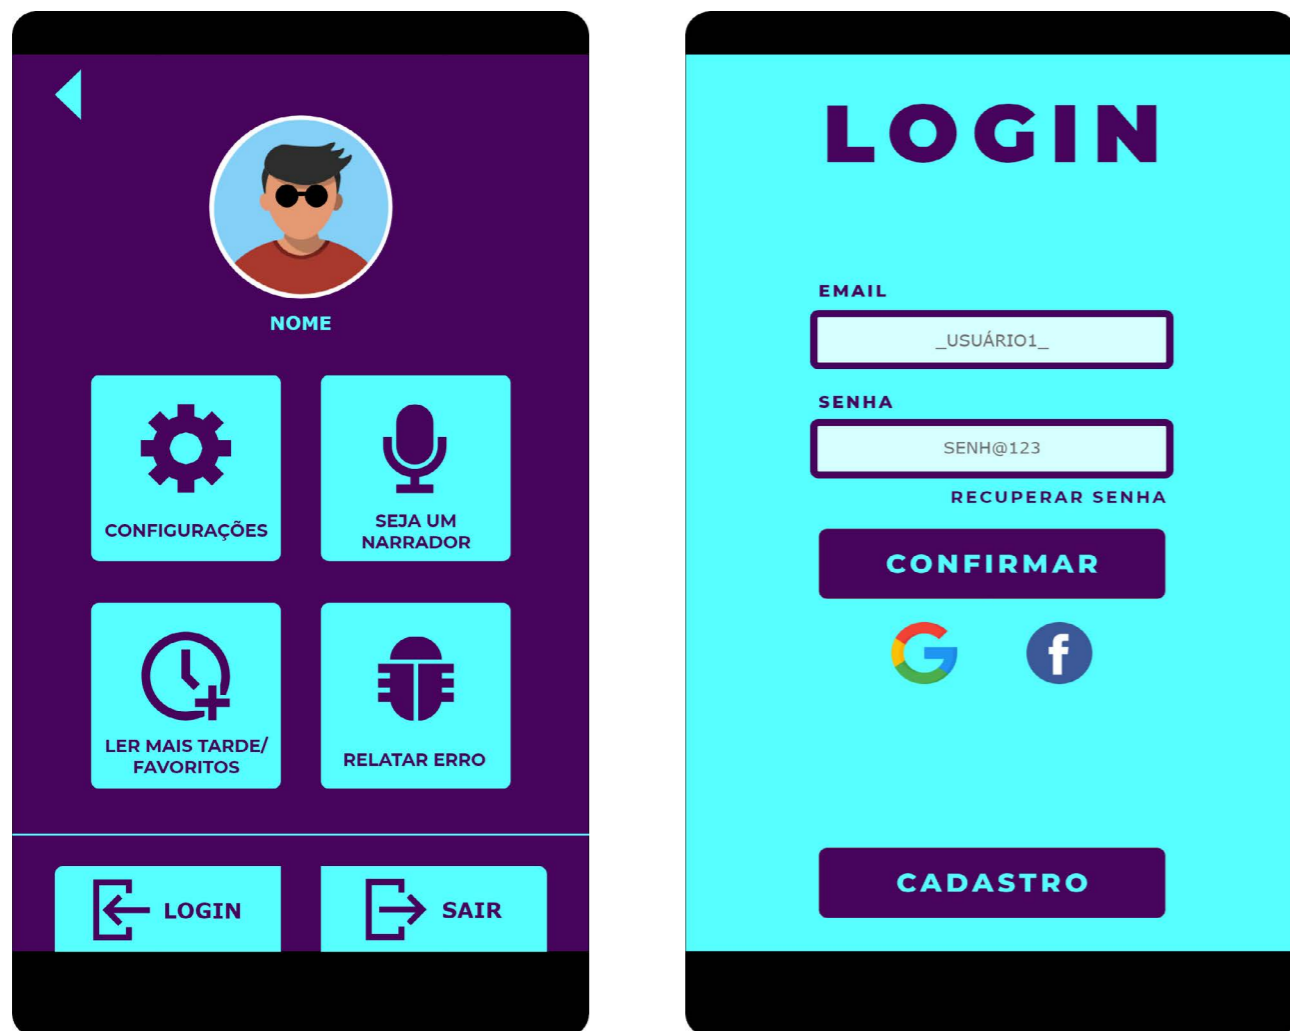 NOME
CONFIGURAÇÕES
SEJA UM
NARRADOR
LER MAIS TARDE/
FAVORITOS
RELATAR ERRO
LOGIN
SAIR
LOGIN
EMAIL
_USUÁRIO1_
SENHA
SENH@123
RECUPERAR SENHA
CONFIRMAR
G
f
CADASTRO